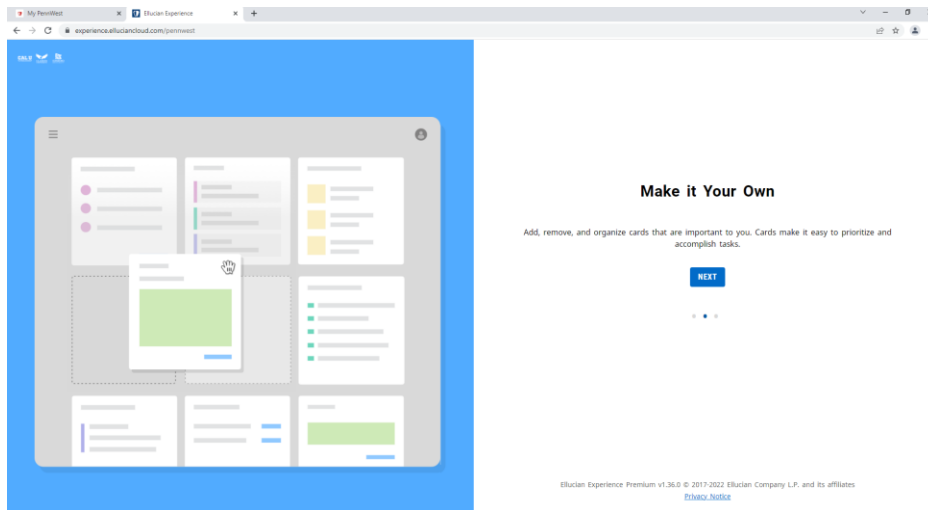 My PennWest
Ellucian Experience
experience.elluciancloud.com/pennwest
Make it Your Own
Add, remove, and organize cards that are important to you. Cards make it easy to prioritize and
accomplish tasks.
NEXT
Ellucian Experience Premium v1.36.0 © 2017-2022 Ellucian Company L.P. and its affiliates
Privacy Notice